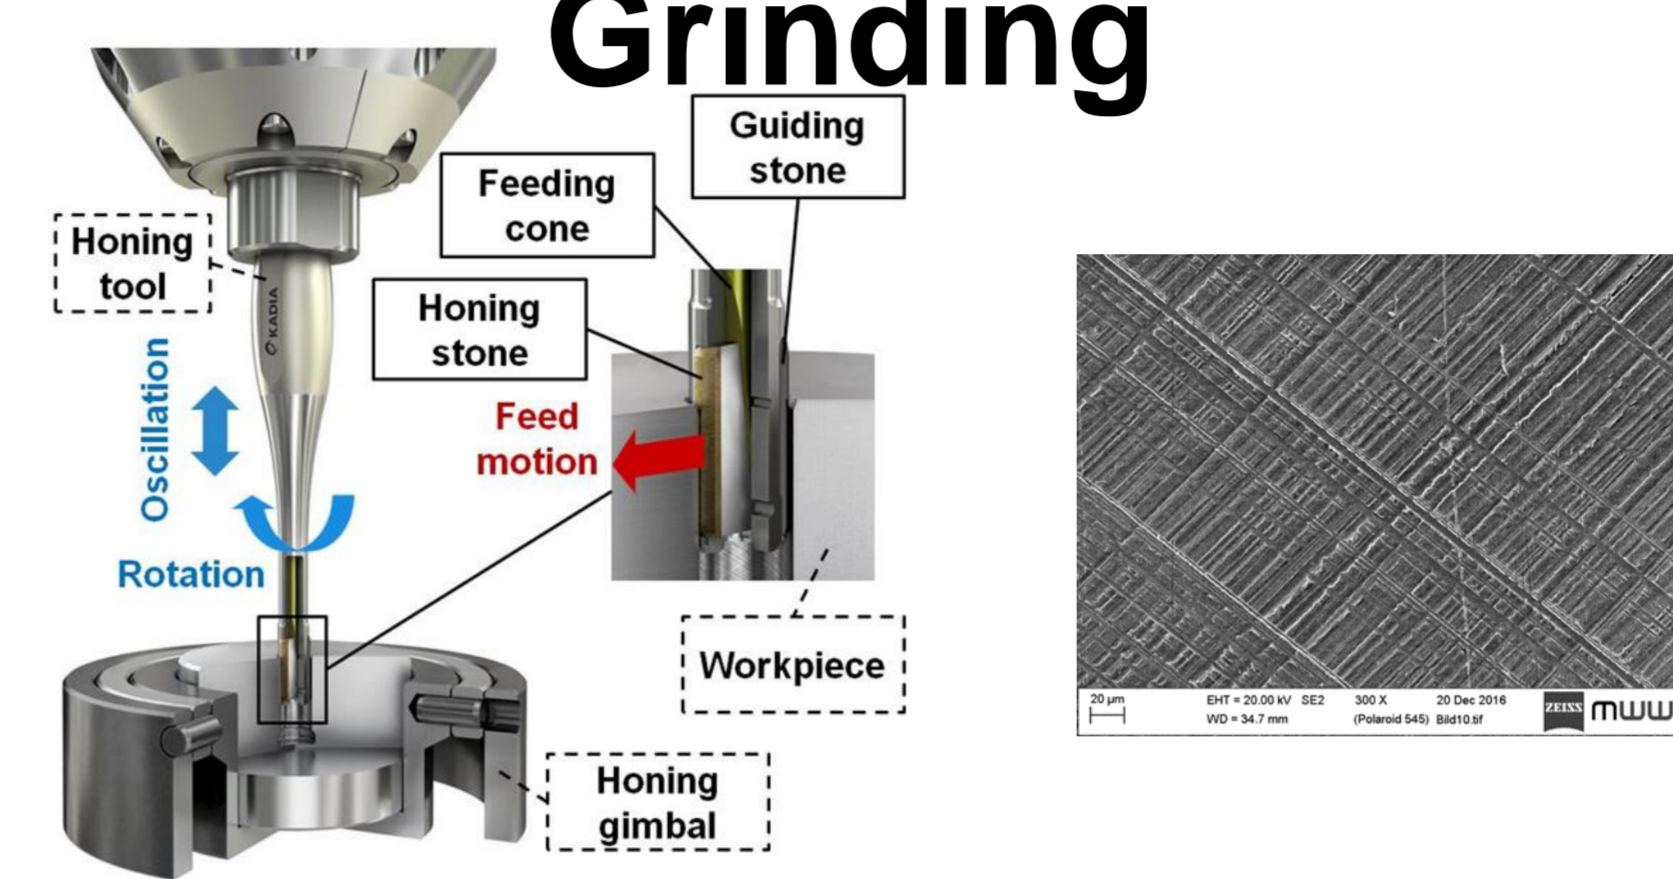 Grinding
Guiding
stone
Feeding
cone
Honing
tool
KADIA
Honing
stone
Oscillation
Feed
motion
Rotation
Workpiece
Honing
gimbal
20 µm
EHT = 20.00 kV SE2 300 X 20 Dec 2016
WD = 34.7 mm (Polaroid 545) Bild10.tif
ZEISS
mww